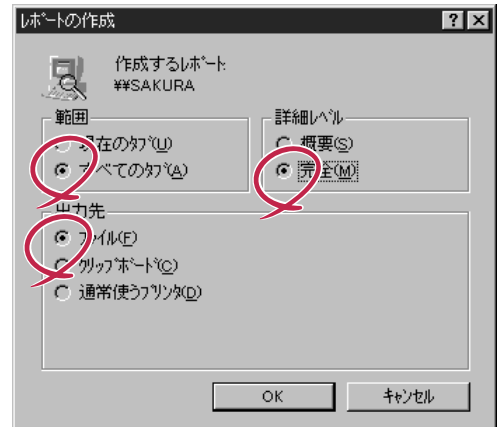 レポートの作成
作成するレポート:
¥¥SAKURA
範囲
現在のタブ(U)
すべてのタブ(A)
詳細レベル
概要(S)
完全(M)
出力先
ファイル(F)
クリップボード(C)
通常使うプリンタ(D)
OK
キャンセル